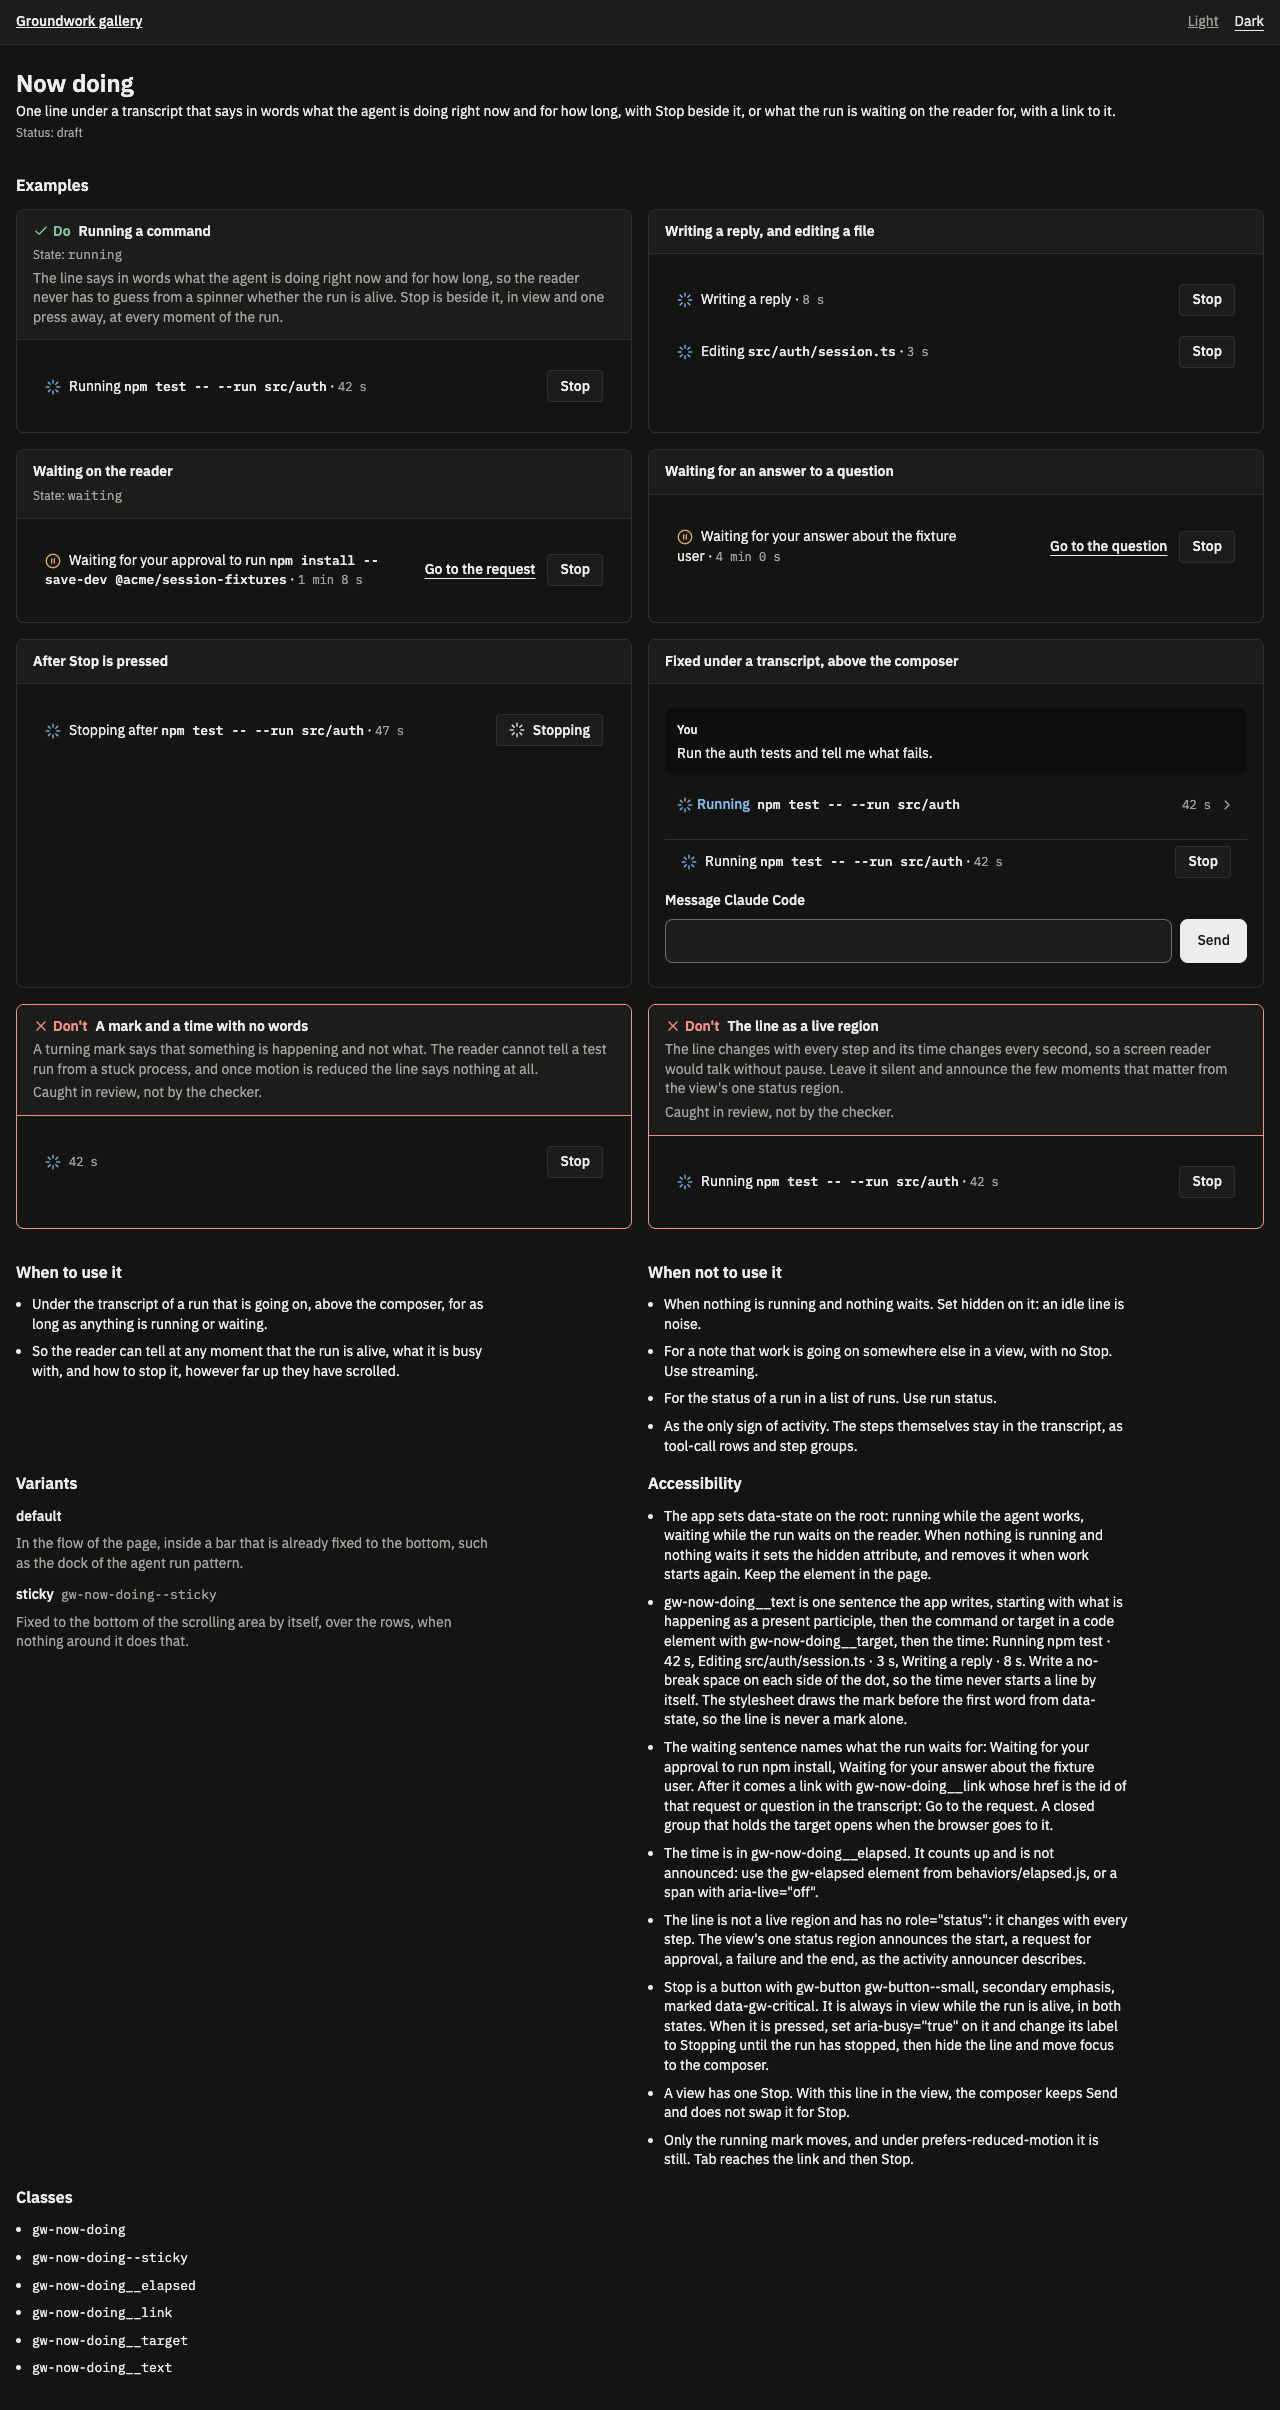 Groundwork gallery
Light Dark
Now doing
One line under a transcript that says in words what the agent is doing right now and for how long, with Stop beside it, or what the run is waiting on the reader for, with a link to it.
Status: draft
Examples
Do Running a command
State: running
The line says in words what the agent is doing right now and for how long, so the reader
never has to guess from a spinner whether the run is alive. Stop is beside it, in view and one
press away, at every moment of the run.
Running npm test -- --run src/auth · 42 s
Stop
Writing a reply, and editing a file
Writing a reply · 8 s
Stop
Editing src/auth/session.ts · 3 s
Stop
Waiting on the reader
State: waiting
Waiting for your approval to run npm install --
save-dev @acme/session-fixtures · 1 min 8 s
Go to the request
Stop
Waiting for an answer to a question
Waiting for your answer about the fixture
user · 4 min 0 s
Go to the question
Stop
After Stop is pressed
Stopping after npm test -- --run src/auth · 47 s
Stopping
Fixed under a transcript, above the composer
You
Run the auth tests and tell me what fails.
Running npm test -- --run src/auth
42 s
Running npm test -- --run src/auth · 42 s
Stop
Message Claude Code
Send
Don't A mark and a time with no words
A turning mark says that something is happening and not what. The reader cannot tell a test
run from a stuck process, and once motion is reduced the line says nothing at all.
Caught in review, not by the checker.
42 s
Stop
Don't The line as a live region
The line changes with every step and its time changes every second, so a screen reader
would talk without pause. Leave it silent and announce the few moments that matter from
the view's one status region.
Caught in review, not by the checker.
Running npm test -- --run src/auth · 42 s
Stop
When to use it
Under the transcript of a run that is going on, above the composer, for as
long as anything is running or waiting.
So the reader can tell at any moment that the run is alive, what it is busy
with, and how to stop it, however far up they have scrolled.
When not to use it
When nothing is running and nothing waits. Set hidden on it: an idle line is
noise.
For a note that work is going on somewhere else in a view, with no Stop.
Use streaming.
For the status of a run in a list of runs. Use run status.
As the only sign of activity. The steps themselves stay in the transcript, as
tool-call rows and step groups.
Variants
default
In the flow of the page, inside a bar that is already fixed to the bottom, such
as the dock of the agent run pattern.
sticky gw-now-doing--sticky
Fixed to the bottom of the scrolling area by itself, over the rows, when
nothing around it does that.
Accessibility
The app sets data-state on the root: running while the agent works,
waiting while the run waits on the reader. When nothing is running and
nothing waits it sets the hidden attribute, and removes it when work
starts again. Keep the element in the page.
gw-now-doing__text is one sentence the app writes, starting with what is
happening as a present participle, then the command or target in a code
element with gw-now-doing__target, then the time: Running npm test ·
42 s, Editing src/auth/session.ts · 3 s, Writing a reply · 8 s. Write a no-
break space on each side of the dot, so the time never starts a line by
itself. The stylesheet draws the mark before the first word from data-
state, so the line is never a mark alone.
The waiting sentence names what the run waits for: Waiting for your
approval to run npm install, Waiting for your answer about the fixture
user. After it comes a link with gw-now-doing__link whose href is the id of
that request or question in the transcript: Go to the request. A closed
group that holds the target opens when the browser goes to it.
The time is in gw-now-doing__elapsed. It counts up and is not
announced: use the gw-elapsed element from behaviors/elapsed.js, or a
span with aria-live="off".
The line is not a live region and has no role="status": it changes with every
step. The view's one status region announces the start, a request for
approval, a failure and the end, as the activity announcer describes.
Stop is a button with gw-button gw-button--small, secondary emphasis,
marked data-gw-critical. It is always in view while the run is alive, in both
states. When it is pressed, set aria-busy="true" on it and change its label
to Stopping until the run has stopped, then hide the line and move focus
to the composer.
A view has one Stop. With this line in the view, the composer keeps Send
and does not swap it for Stop.
Only the running mark moves, and under prefers-reduced-motion it is
still. Tab reaches the link and then Stop.
Classes
gw-now-doing
gw-now-doing--sticky
gw-now-doing__elapsed
gw-now-doing__link
gw-now-doing__target
gw-now-doing__text